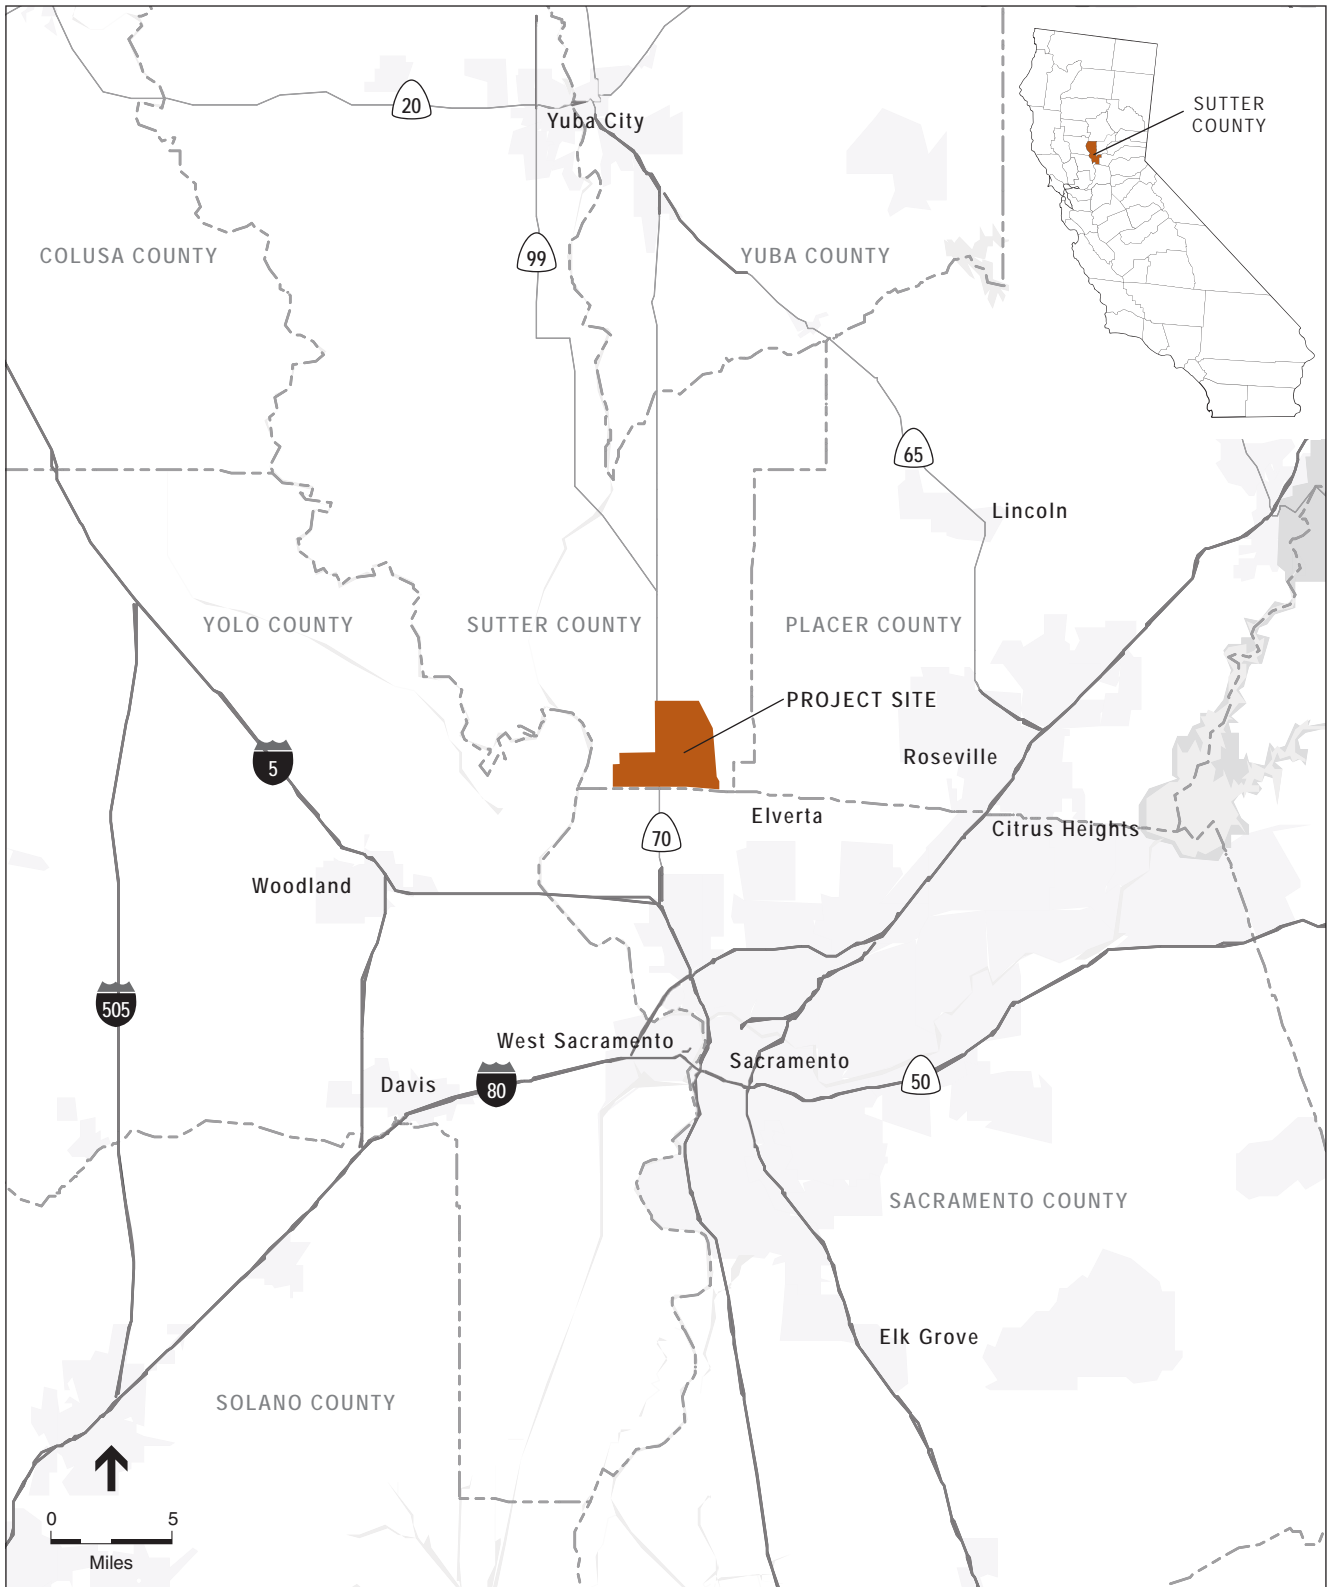 20
Yuba City
SUTTER
COUNTY
COLUSA COUNTY
99
YUBA COUNTY
65
Lincoln
YOLO COUNTY
SUTTER COUNTY
PLACER COUNTY
PROJECT SITE
5
Roseville
Elverta
70
Citrus Heights
Woodland
505
West Sacramento
Sacramento
Davis
80
50
SACRAMENTO COUNTY
Elk Grove
SOLANO COUNTY
0 5
Miles